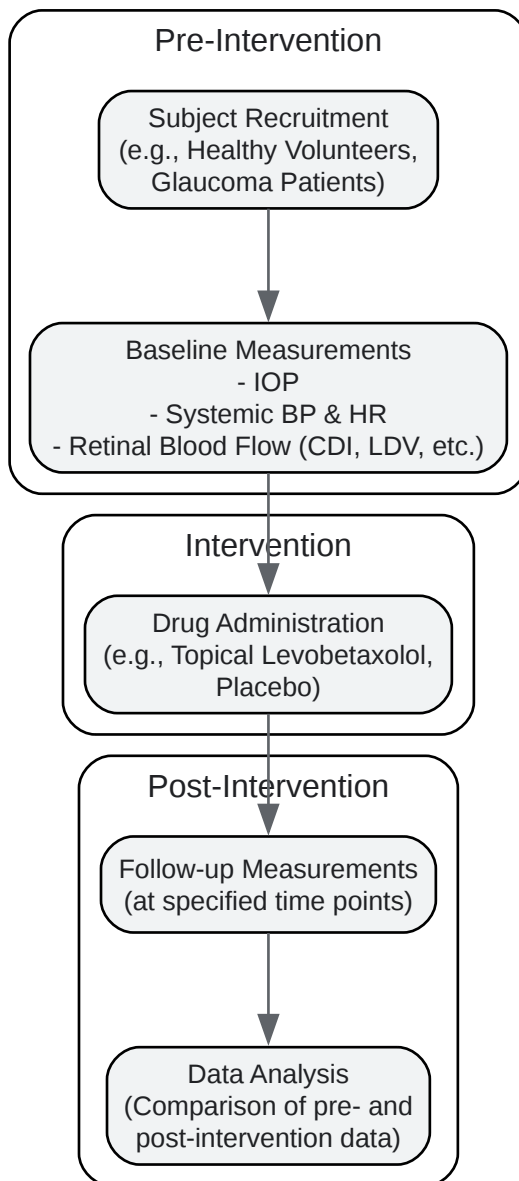 Pre-Intervention
Subject Recruitment
(e.g., Healthy Volunteers,
Glaucoma Patients)
Baseline Measurements
- IOP
- Systemic BP & HR
- Retinal Blood Flow (CDI, LDV, etc.)
Intervention
Drug Administration
(e.g., Topical Levobetaxolol,
Placebo)
Post-Intervention
Follow-up Measurements
(at specified time points)
Data Analysis
(Comparison of pre- and
post-intervention data)